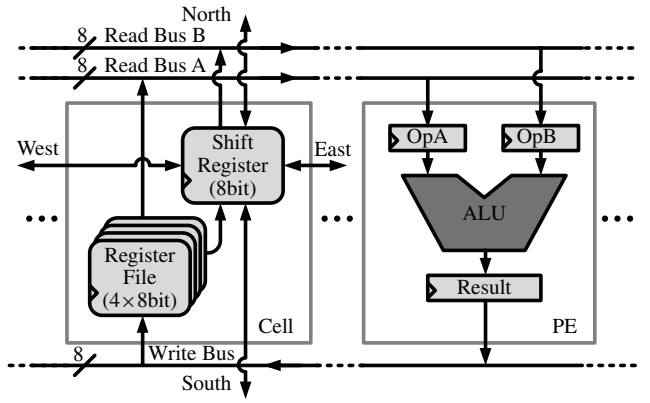 North
8 Read Bus B
8 Read Bus A
West
Shift
Register
(8bit)
East
OpA
OpB
ALU
Register
File
(4×8bit)
Result
Cell
PE
8 Write Bus
South